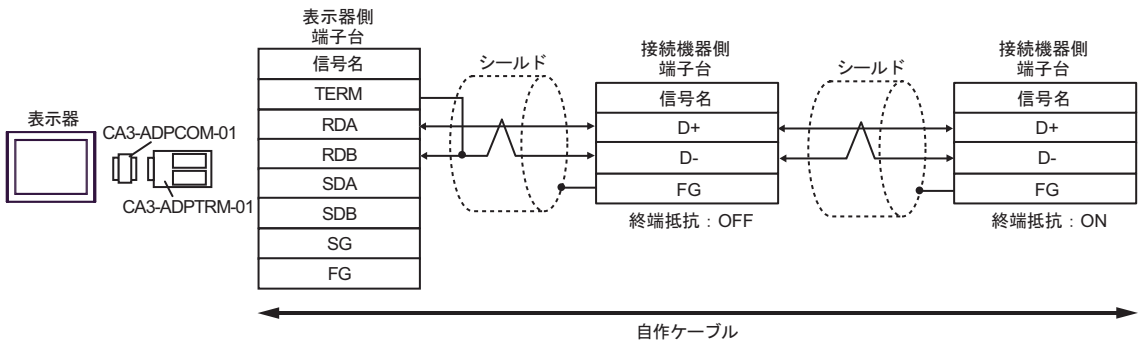 表示器
CA3-ADPCOM-01
CA3-ADPTRM-01
表示器側
端子台
信号名
TERM
RDA
RDB
SDA
SDB
SG
FG
シールド
接続機器側
端子台
信号名
D+
D-
FG
終端抵抗：OFF
シールド
接続機器側
端子台
信号名
D+
D-
FG
終端抵抗：ON
自作ケーブル